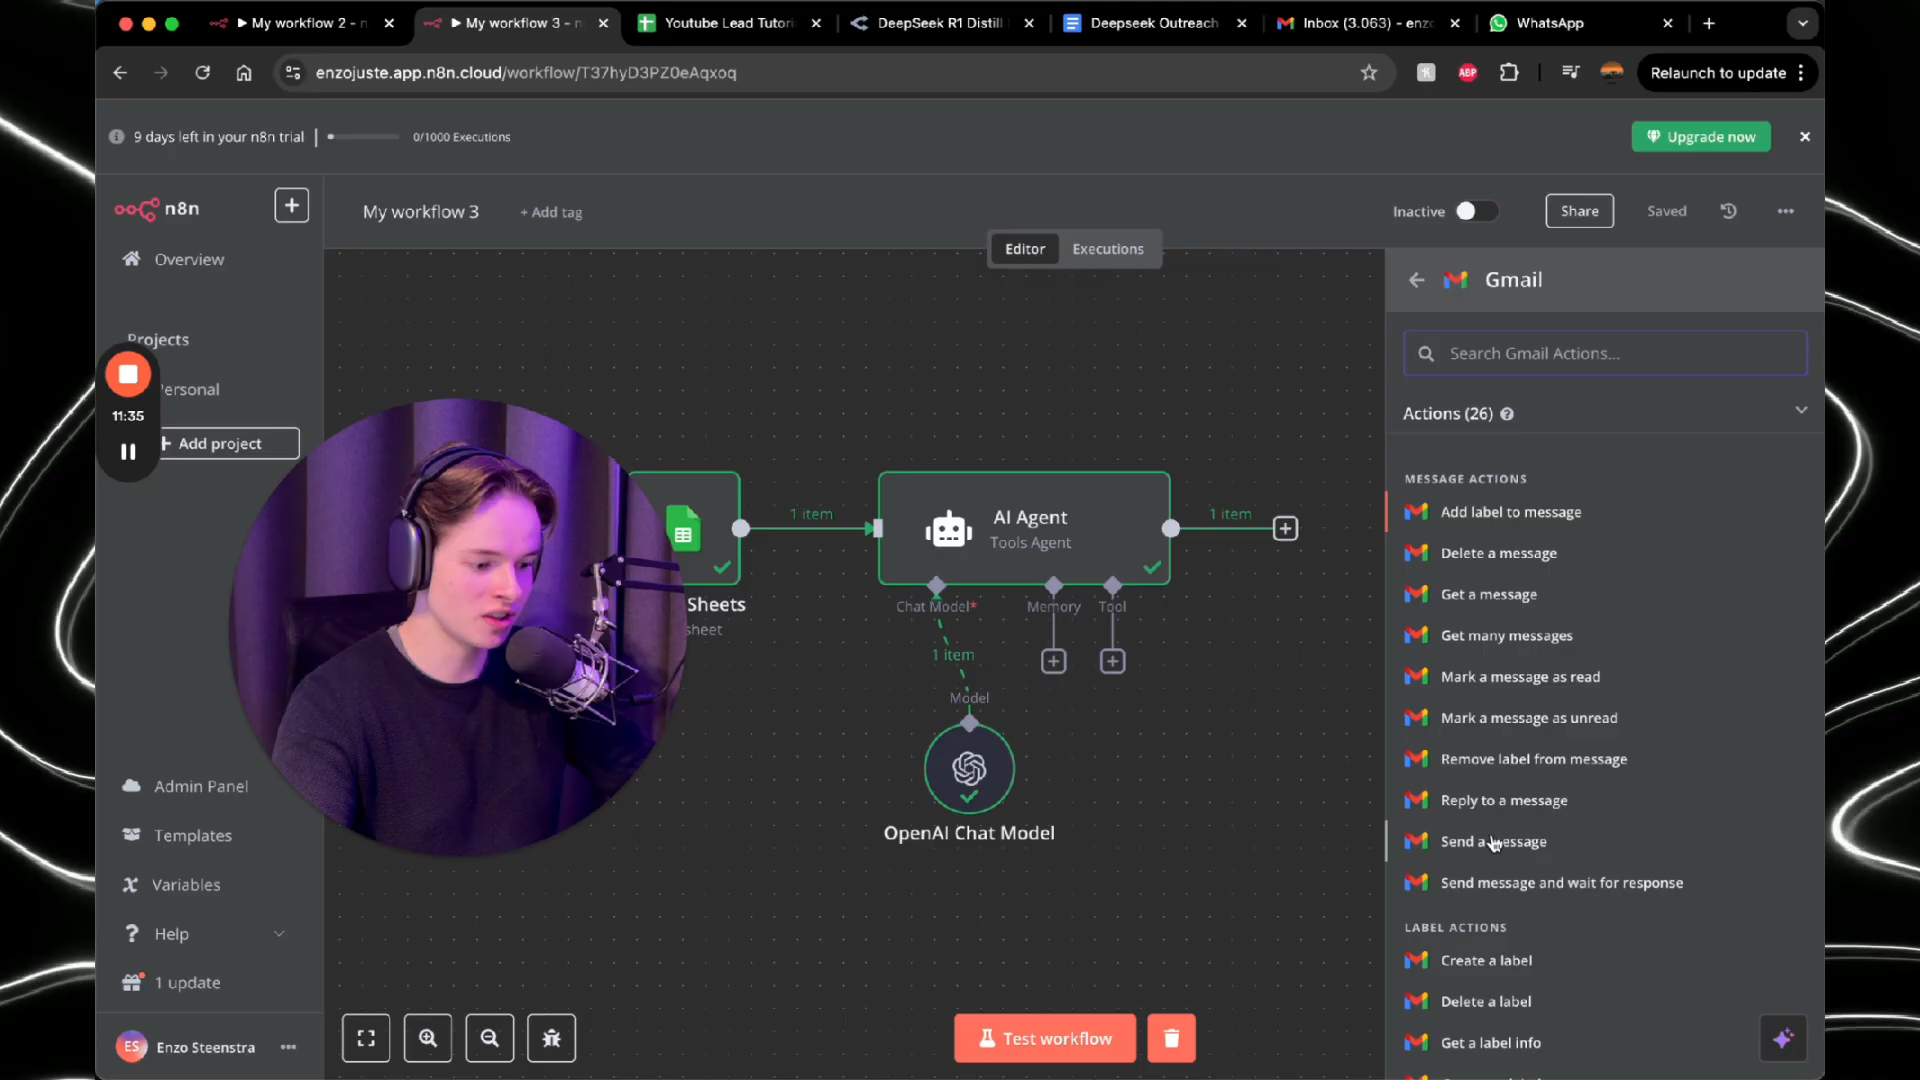 My workflow 2 - n
My workflow 3 - n
Youtube Lead Tutori
DeepSeek R1 Distill
Deepseek Outreach
Inbox (3.063) - enzo
WhatsApp
enzojuste.app.n8n.cloud/workflow/T37hyD3PZ0eAqxoq
ABP
Relaunch to update
9 days left in your n8n trial
0/1000 Executions
Upgrade now
n8n
My workflow 3
+ Add tag
Inactive
Share
Saved
Editor
Executions
Overview
Projects
Personal
11:35
+ Add project
Gmail
Search Gmail Actions...
Actions (26)
MESSAGE ACTIONS
Add label to message
Delete a message
Get a message
Get many messages
Mark a message as read
Mark a message as unread
Remove label from message
Reply to a message
Send a message
Send message and wait for response
LABEL ACTIONS
Create a label
Delete a label
Get a label info
1 item
AI Agent
Tools Agent
1 item
Sheets
sheet
Chat Model*
Memory
Tool
1 item
Model
OpenAI Chat Model
Admin Panel
Templates
Variables
Help
1 update
ES
Enzo Steenstra
Test workflow